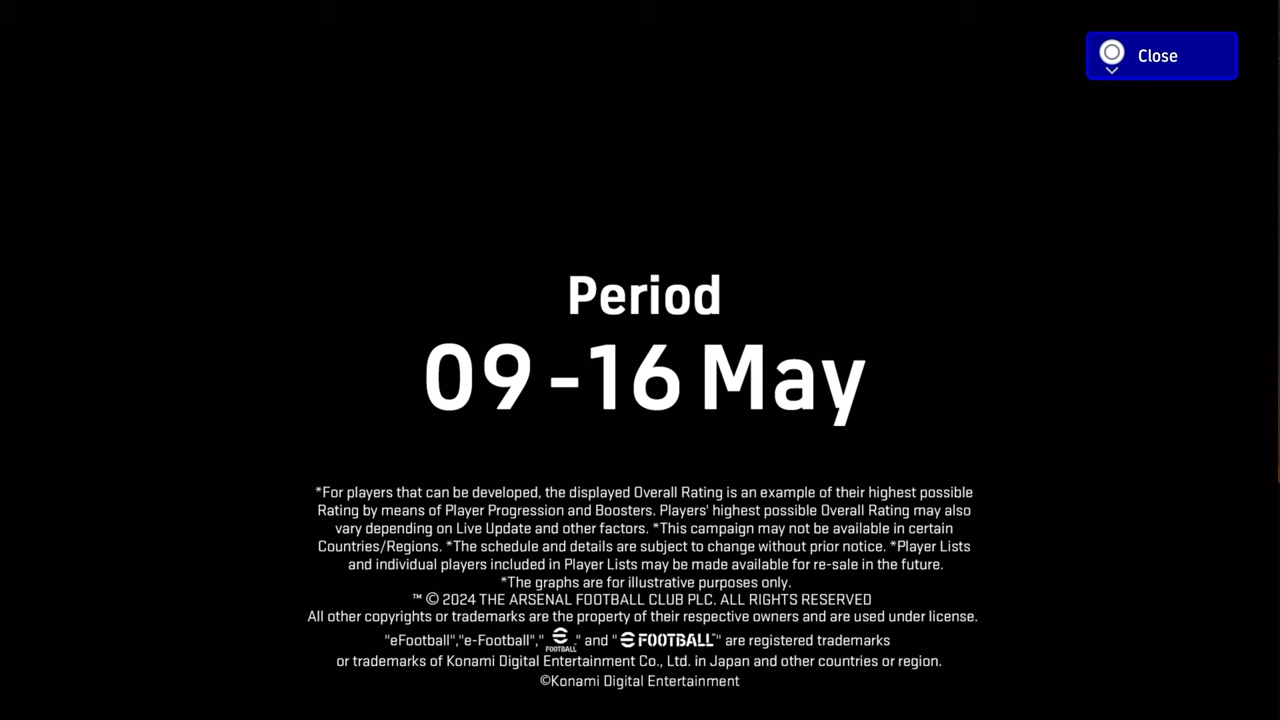 Close
Period
09 - 16 May
*For players that can be developed, the displayed Overall Rating is an example of their highest possible
Rating by means of Player Progression and Boosters. Players' highest possible Overall Rating may also
vary depending on Live Update and other factors. *This campaign may not be available in certain
Countries/Regions. *The schedule and details are subject to change without prior notice. *Player Lists
and individual players included in Player Lists may be made available for re-sale in the future.
*The graphs are for illustrative purposes only.
™ © 2024 THE ARSENAL FOOTBALL CLUB PLC. ALL RIGHTS RESERVED
All other copyrights or trademarks are the property of their respective owners and are used under license.
"eFootball","e-Football"," FOOTBALL" and "eFOOTBALL™" are registered trademarks
or trademarks of Konami Digital Entertainment Co., Ltd. in Japan and other countries or region.
©Konami Digital Entertainment